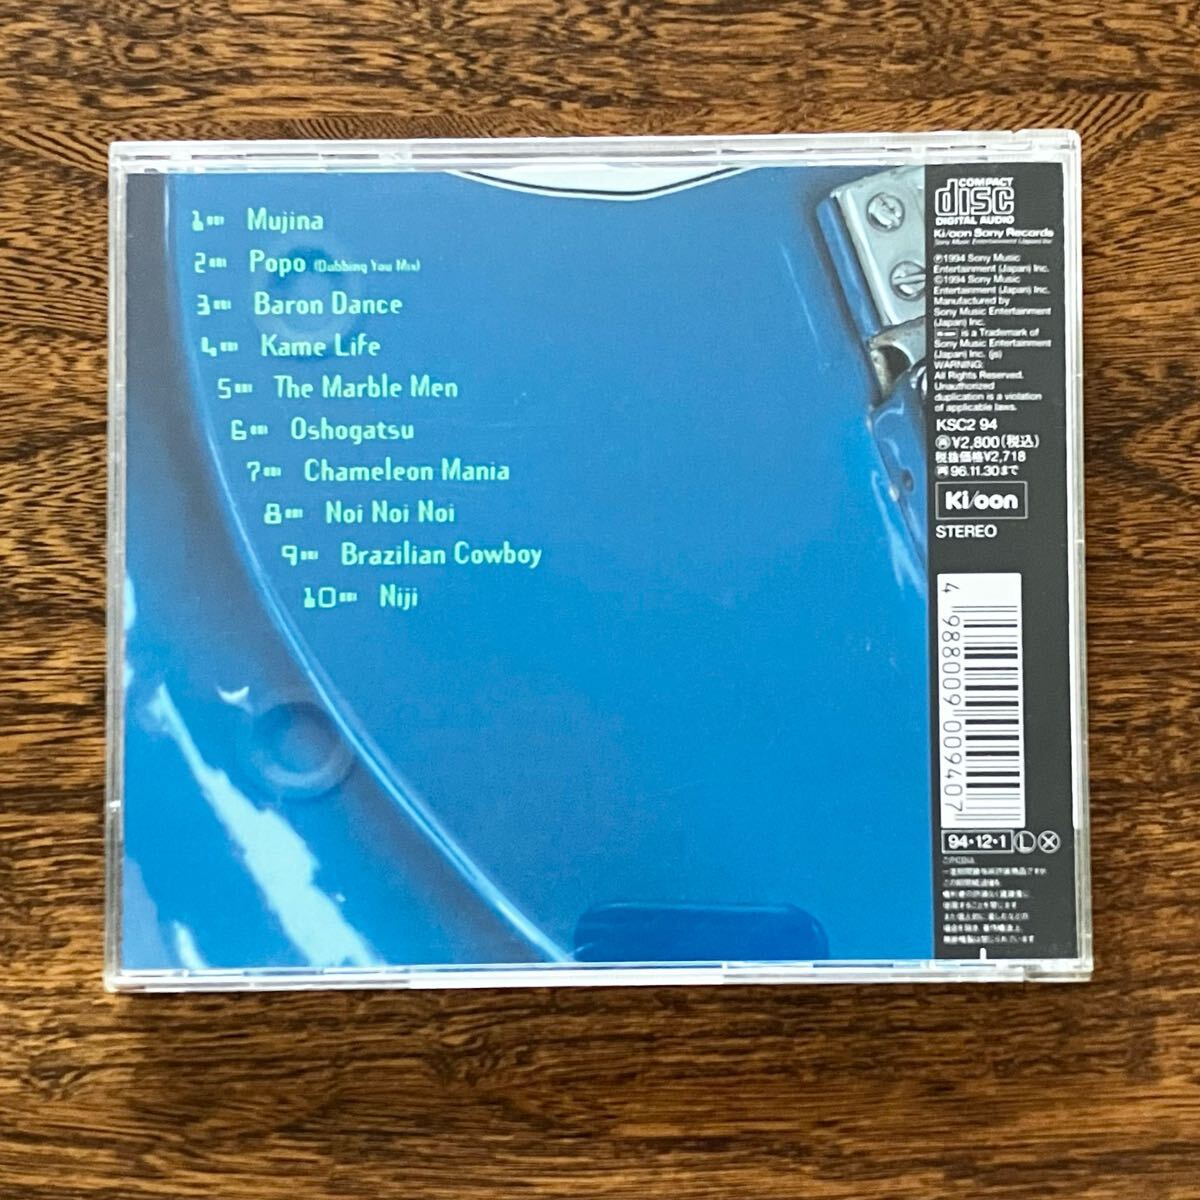 1 Mujina
2 Popo (Dubbing You Mix)
3 Baron Dance
4 Kame Life
5 The Marble Men
6 Oshogatsu
7 Chameleon Mania
8 Noi Noi Noi
9 Brazilian Cowboy
10 Niji
COMPACT
disc
DIGITAL AUDIO
Ki/oon Sony Records
Sony Music Entertainment (Japan) Inc.
Ⓟ1994 Sony Music
Entertainment (Japan) Inc.
©1994 Sony Music
Entertainment (Japan) Inc.
Manufactured by
Sony Music Entertainment
(Japan) Inc.
is a Trademark of
Sony Music Entertainment
(Japan) Inc. (js)
WARNING:
All Rights Reserved.
Unauthorized
duplication is a violation
of applicable laws.
KSC2 94
¥2,800(税込)
税抜価格¥2,718
96.11.30まで
Ki/oon
STEREO
4 988009 009407
94・12・1 Ⓛ Ⓧ